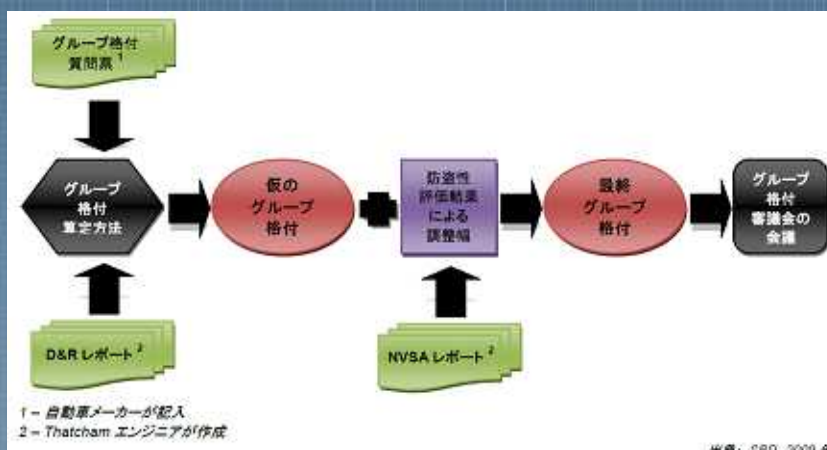 グループ格付
質問票 1
グループ
格付
算定方法
仮の
グループ
格付
防盗性
評価結果
による
調整幅
最終
グループ
格付
グループ
格付
審議会の
会議
D&R レポート 2
NVSA レポート 2
1 – 自動車メーカーが記入
2 – Thatcham エンジニアが作成
出典: SBD, 2009